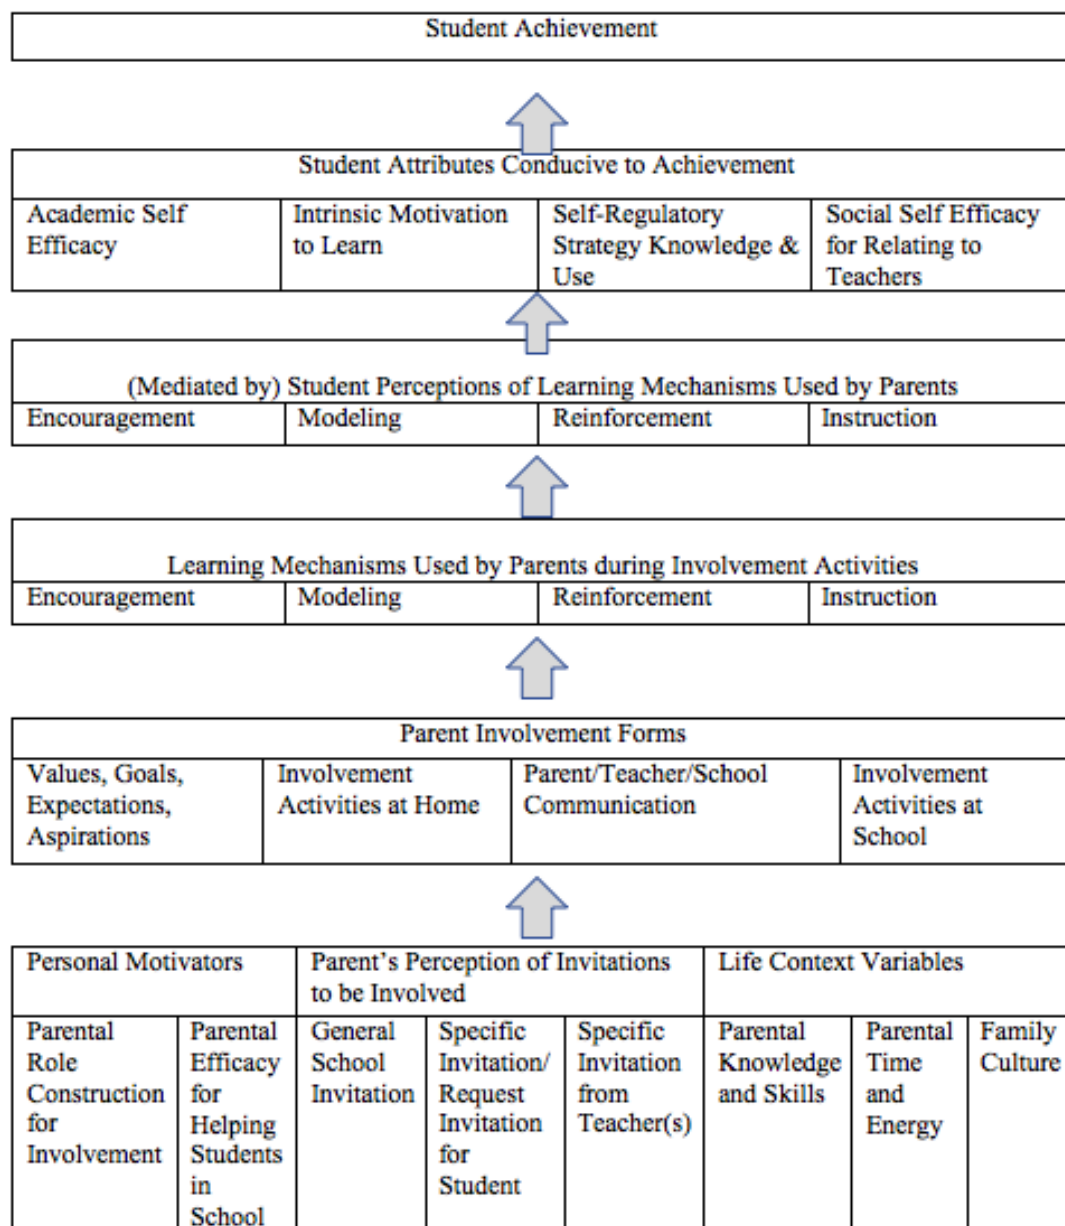 Student Achievement
Student Attributes Conducive to Achievement
Academic Self
Efficacy
Intrinsic Motivation
to Learn
Self-Regulatory
Strategy Knowledge &
Use
Social Self Efficacy
for Relating to
Teachers
(Mediated by) Student Perceptions of Learning Mechanisms Used by Parents
Encouragement
Modeling
Reinforcement
Instruction
Learning Mechanisms Used by Parents during Involvement Activities
Encouragement
Modeling
Reinforcement
Instruction
Parent Involvement Forms
Values, Goals,
Expectations,
Aspirations
Involvement
Activities at Home
Parent/Teacher/School
Communication
Involvement
Activities at
School
Personal Motivators
Parent's Perception of Invitations
to be Involved
Life Context Variables
Parental
Role
Construction
for
Involvement
Parental
Efficacy
for
Helping
Students
in
School
General
School
Invitation
Specific
Invitation/
Request
Invitation
for
Student
Specific
Invitation
from
Teacher(s)
Parental
Knowledge
and Skills
Parental
Time
and
Energy
Family
Culture